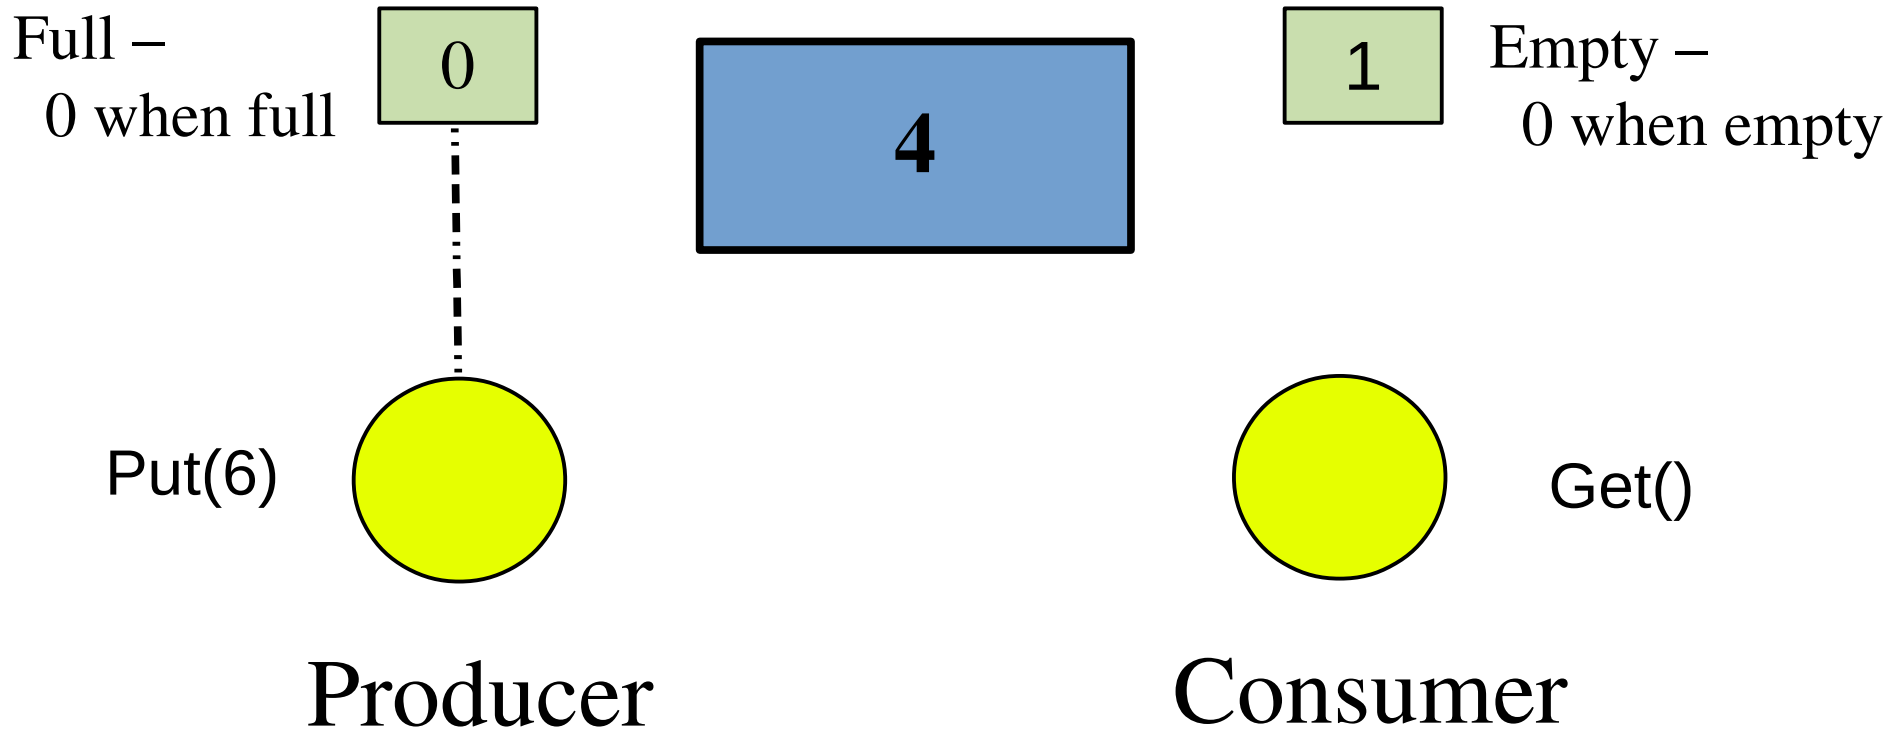 Full –
0 when full
0
4
1
Empty –
0 when empty
Put(6)
Get()
Producer
Consumer